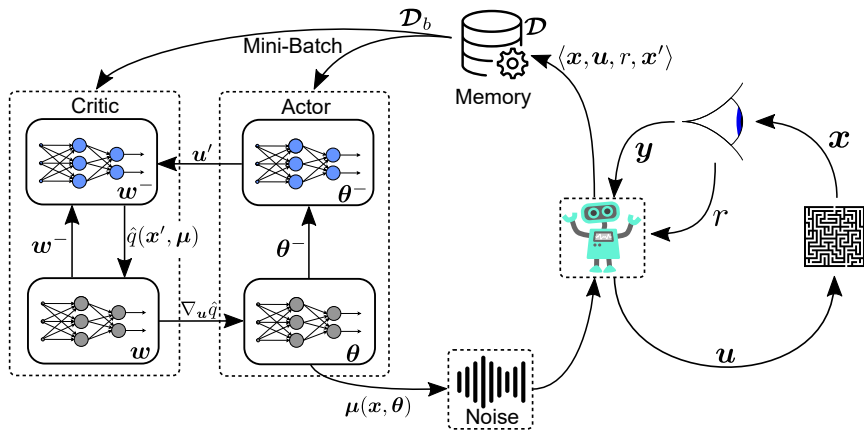 𝓓_b
Mini-Batch
𝓓
Memory
⟨x, u, r, x′⟩
Critic
Actor
w⁻
u′
θ⁻
w⁻
q̂(x′, μ)
θ⁻
w
∇_u q̂
θ
μ(x, θ)
Noise
y
r
x
u